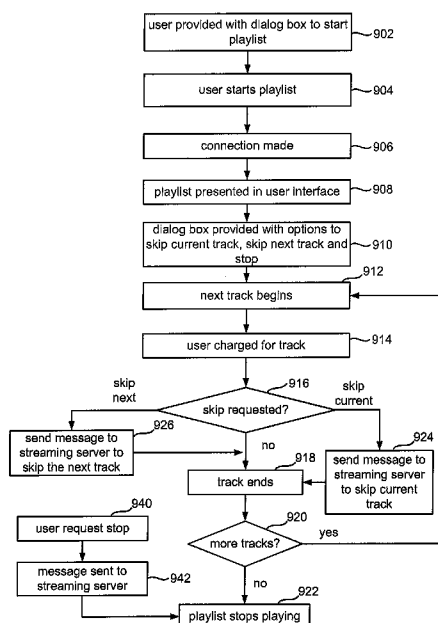 user provided with dialog box to start
playlist
902
user starts playlist
904
connection made
906
playlist presented in user interface
908
dialog box provided with options to
skip current track, skip next track and
stop
910
912
next track begins
user charged for track
914
916
skip
next
skip requested?
skip
current
926
send message to
streaming server to
skip the next track
no
924
send message to
streaming server
to skip current
track
918
track ends
940
user request stop
920
more tracks?
yes
message sent to
streaming server
942
no
922
playlist stops playing